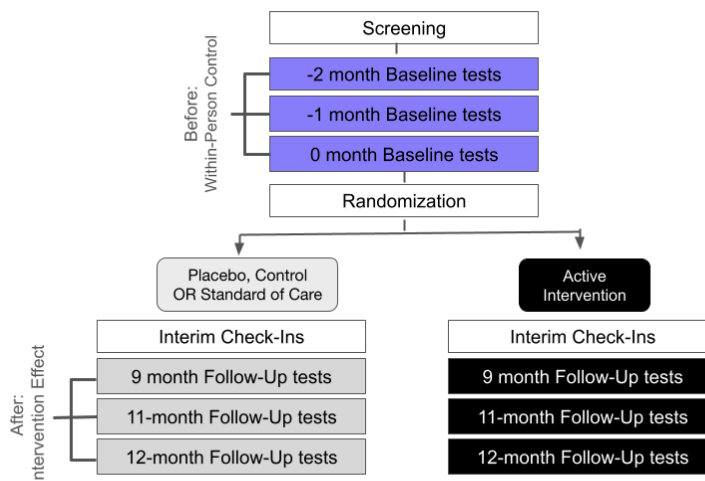 Screening
Before:
Within-Person Control
-2 month Baseline tests
-1 month Baseline tests
0 month Baseline tests
Randomization
Placebo, Control
OR Standard of Care
Active
Intervention
Interim Check-Ins
Interim Check-Ins
After:
ntervention Effect
9 month Follow-Up tests
11-month Follow-Up tests
12-month Follow-Up tests
9 month Follow-Up tests
11-month Follow-Up tests
12-month Follow-Up tests